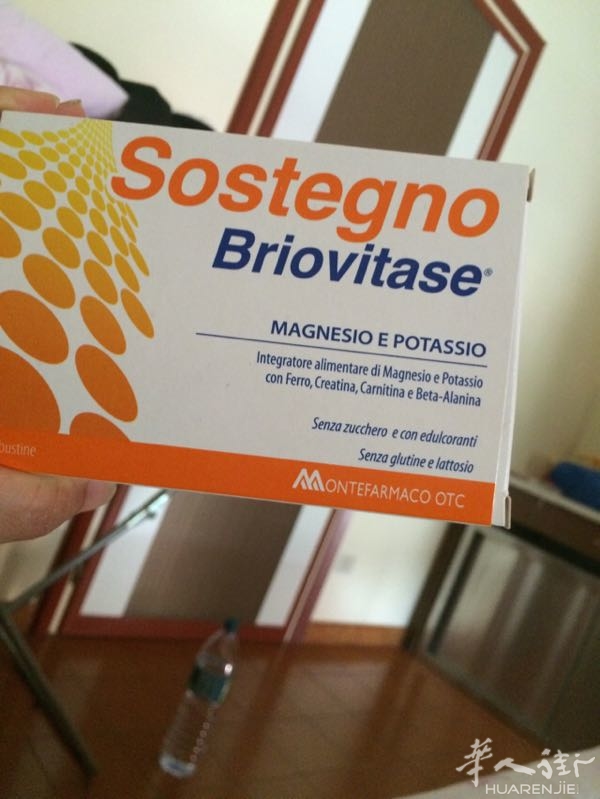 Sostegno
Briovitase®
MAGNESIO E POTASSIO
Integratore alimentare di Magnesio e Potassio
con Ferro, Creatina, Carnitina e Beta-Alanina
Senza zucchero e con edulcoranti
Senza glutine e lattosio
bustine
MONTEFARMACO OTC
華人街
HUARENJIE